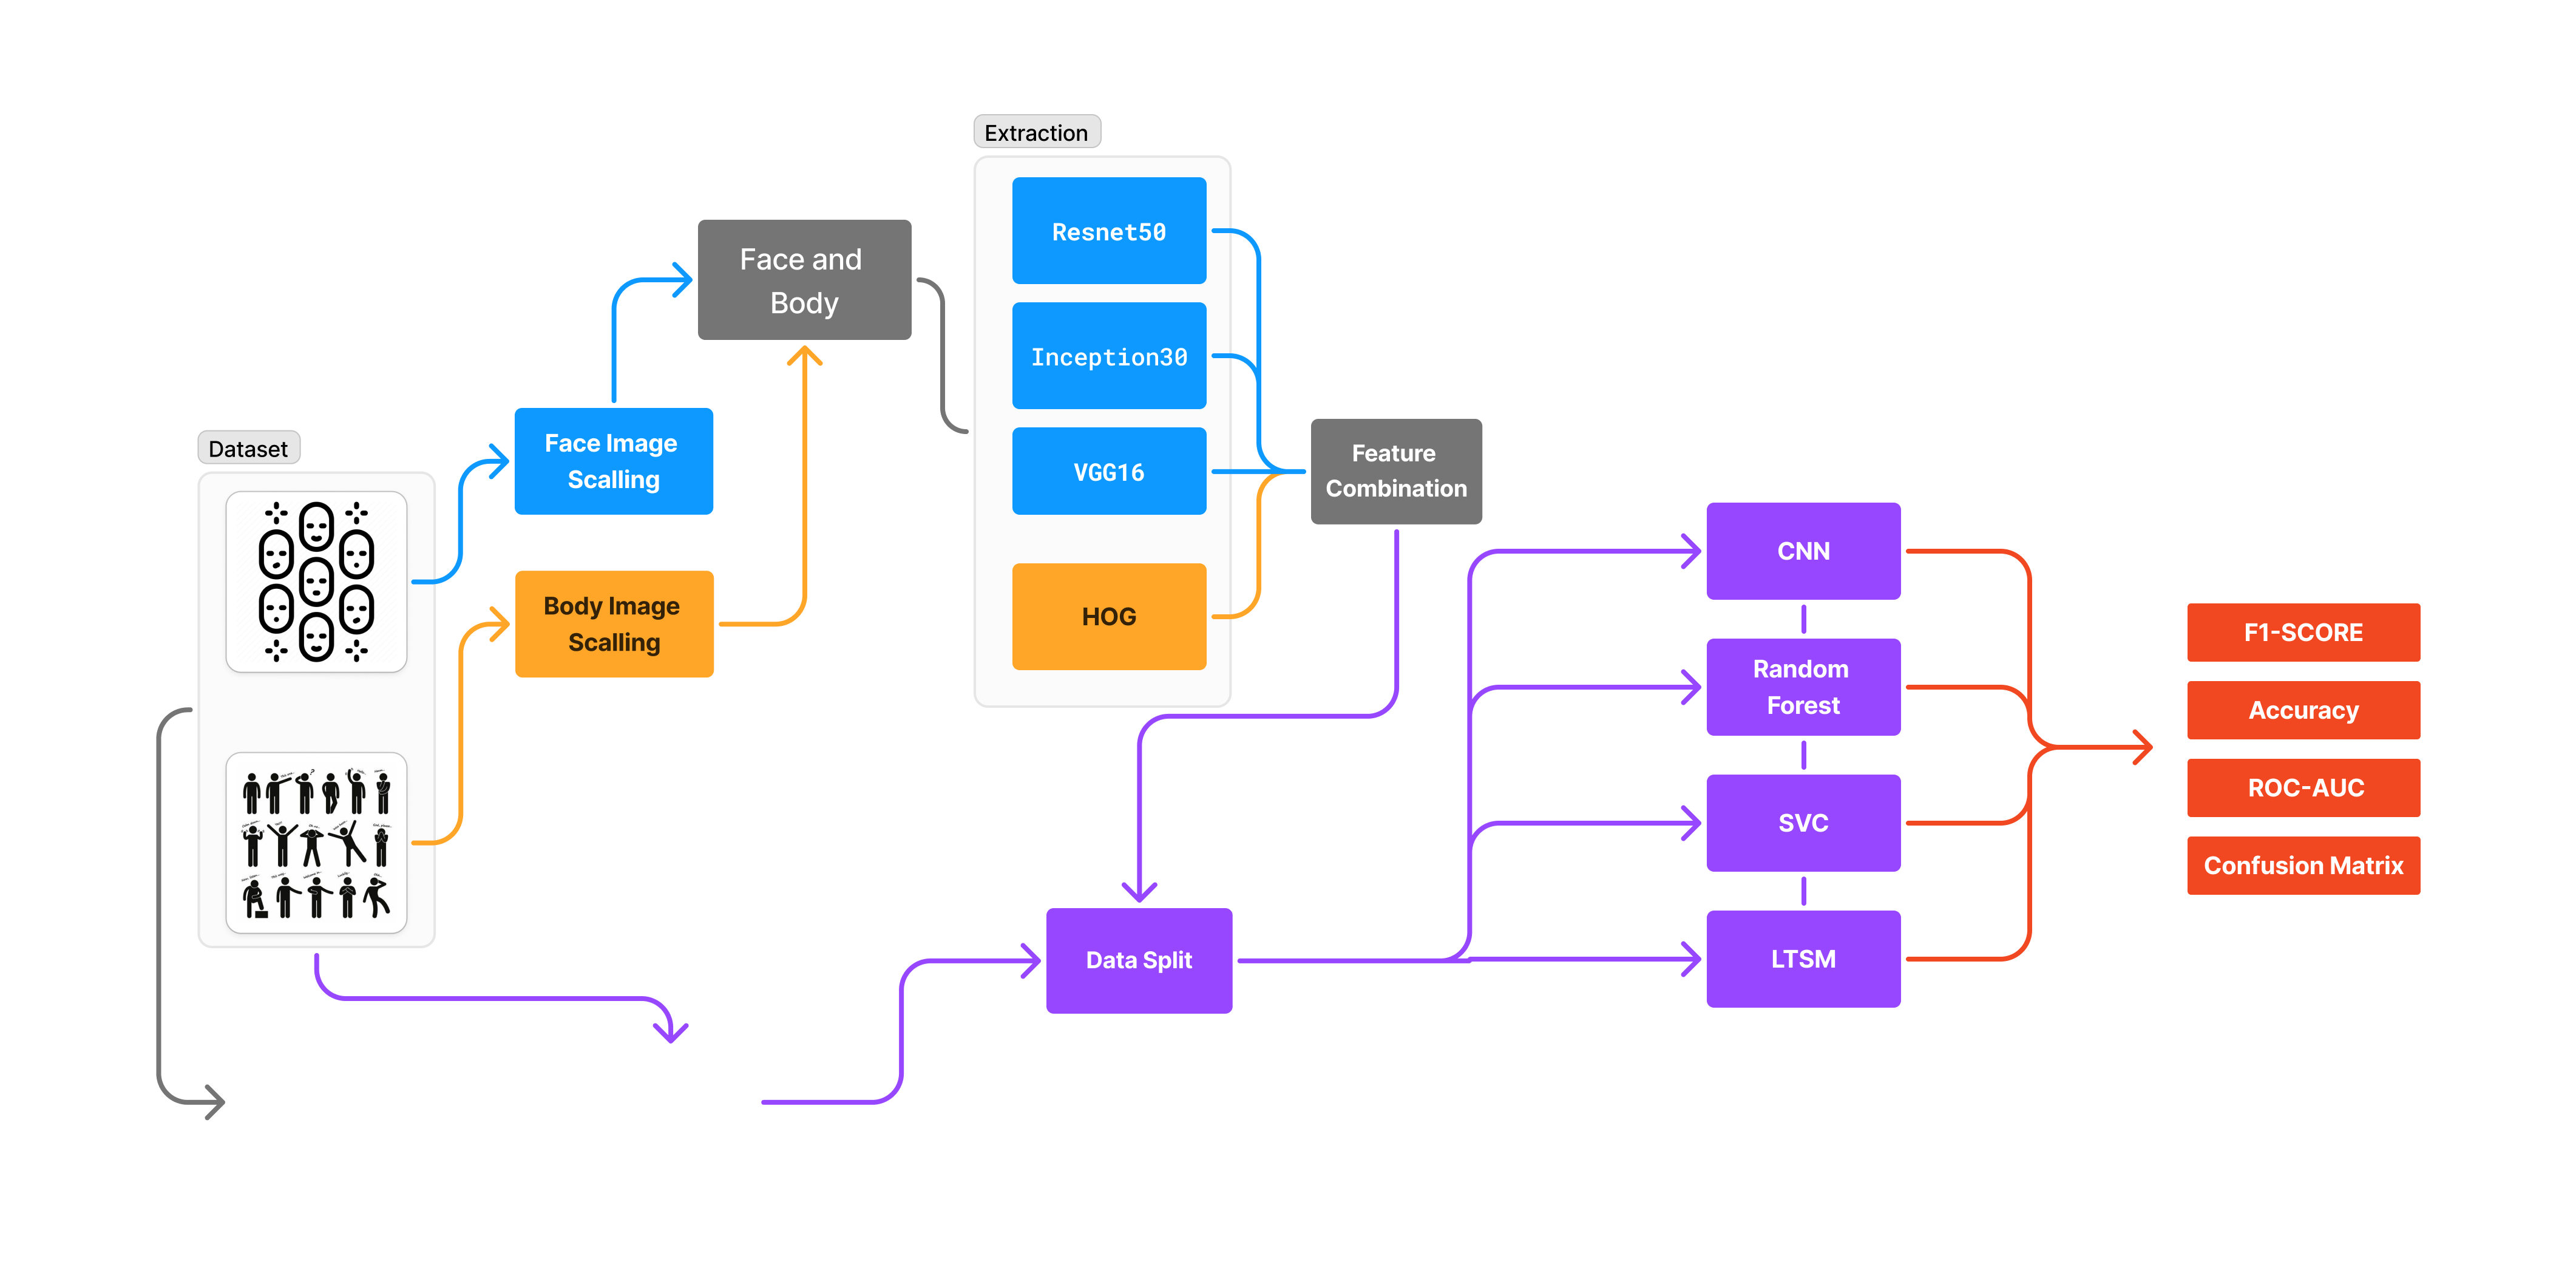 Extraction
Resnet50
Face and
Body
Inception30
Face Image
Scalling
Dataset
VGG16
Feature
Combination
CNN
Body Image
Scalling
HOG
F1-SCORE
Random
Forest
Accuracy
ROC-AUC
SVC
Confusion Matrix
Data Split
LTSM